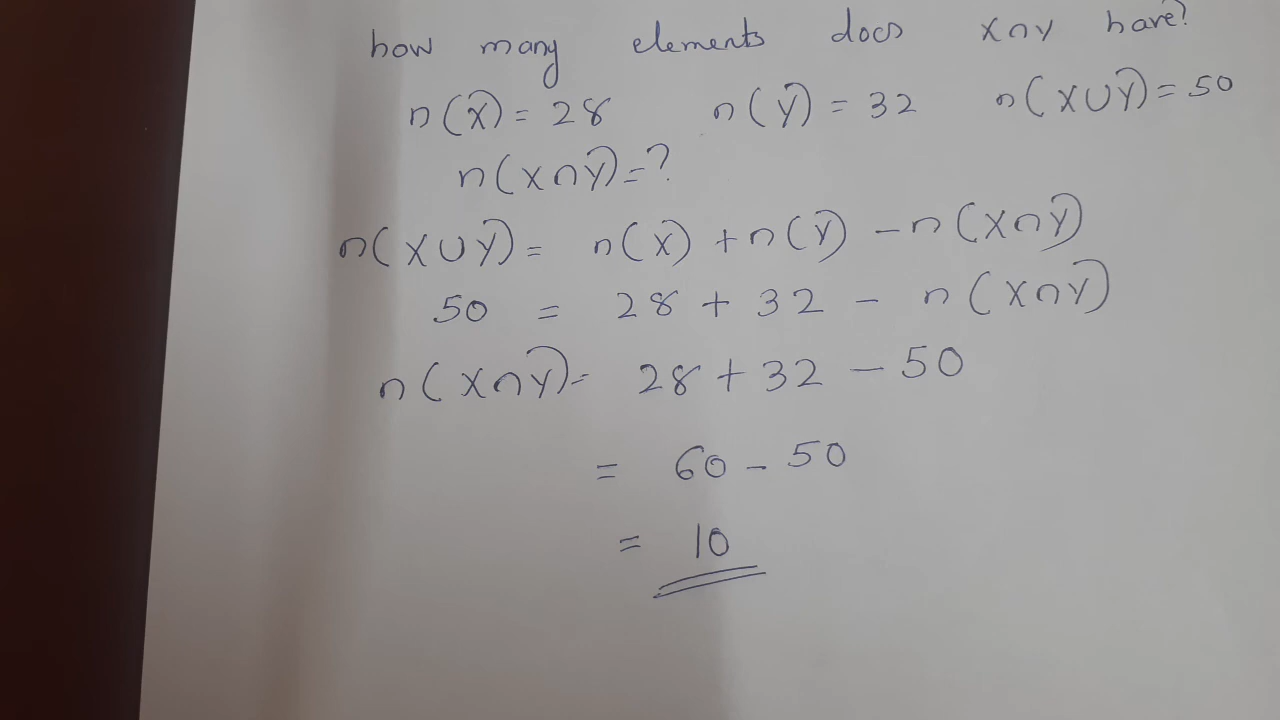 how many elements does X∩Y have?
n(X) = 28 n(Y) = 32 n(X∪Y) = 50
n(X∩Y) = ?
n(X∪Y) = n(X) + n(Y) - n(X∩Y)
50 = 28 + 32 - n(X∩Y)
n(X∩Y) = 28 + 32 - 50
= 60 - 50
= 10